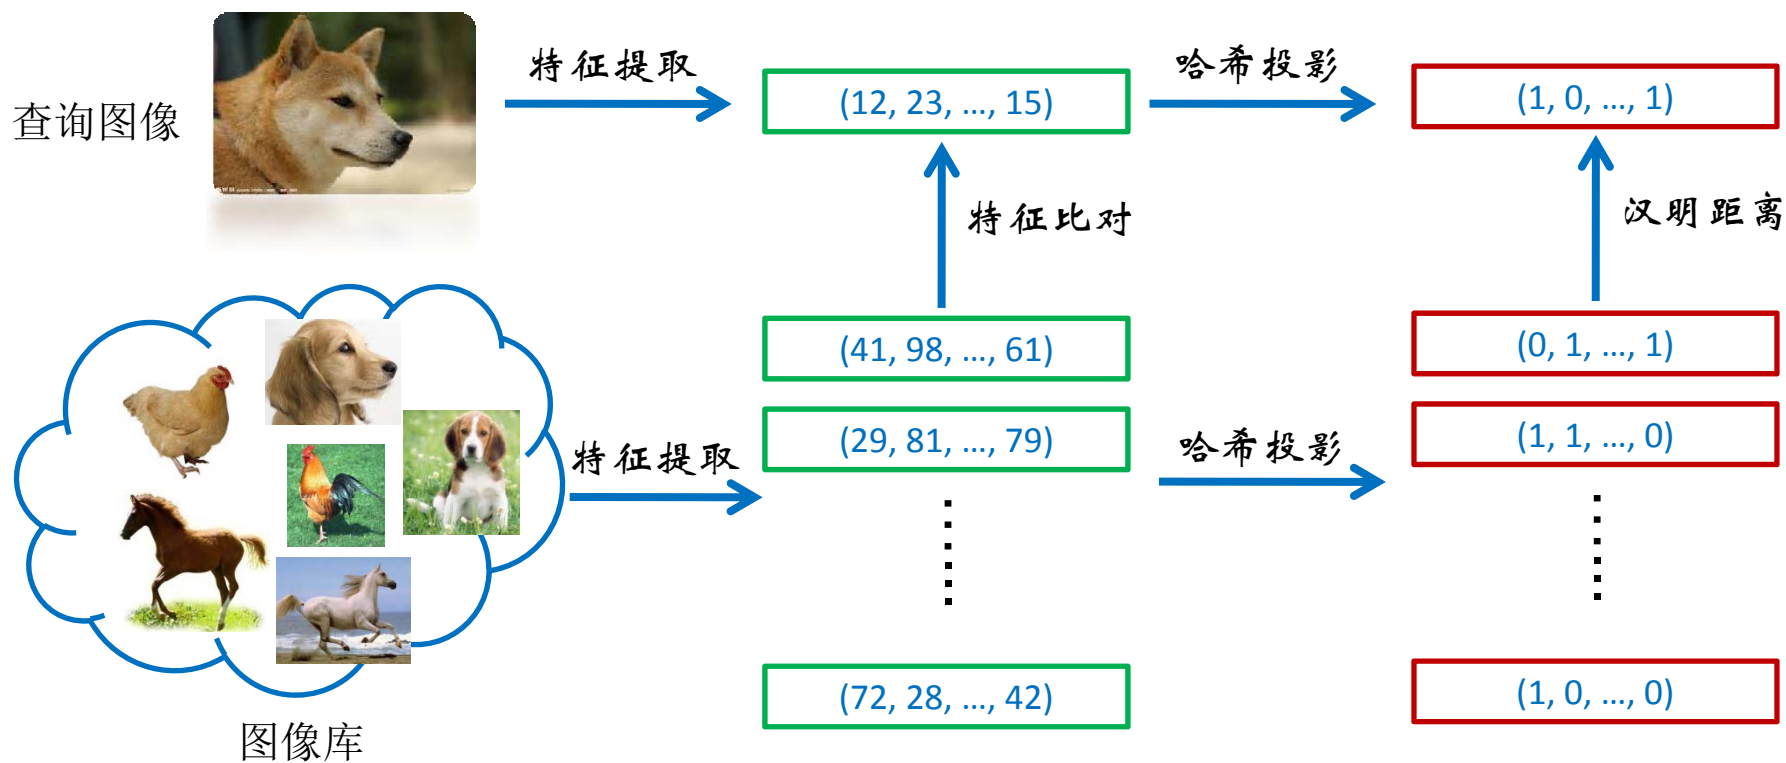 查询图像
特征提取
(12, 23, ..., 15)
哈希投影
(1, 0, ..., 1)
特征比对
汉明距离
(41, 98, ..., 61)
(0, 1, ..., 1)
特征提取
(29, 81, ..., 79)
哈希投影
(1, 1, ..., 0)
(72, 28, ..., 42)
(1, 0, ..., 0)
图像库